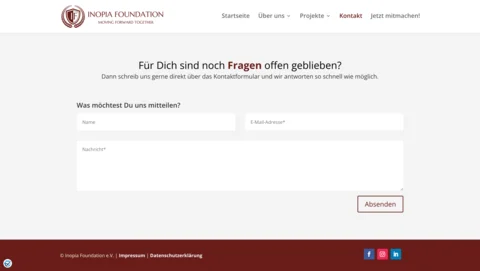 INOPIA FOUNDATION
MOVING FORWARD TOGETHER
Startseite Über uns Projekte Kontakt Jetzt mitmachen!
Für Dich sind noch Fragen offen geblieben?
Dann schreib uns gerne direkt über das Kontaktformular und wir antworten so schnell wie möglich.
Was möchtest Du uns mitteilen?
Name E-Mail-Adresse*
Nachricht*
Absenden
© Inopia Foundation e.V. | Impressum | Datenschutzerklärung